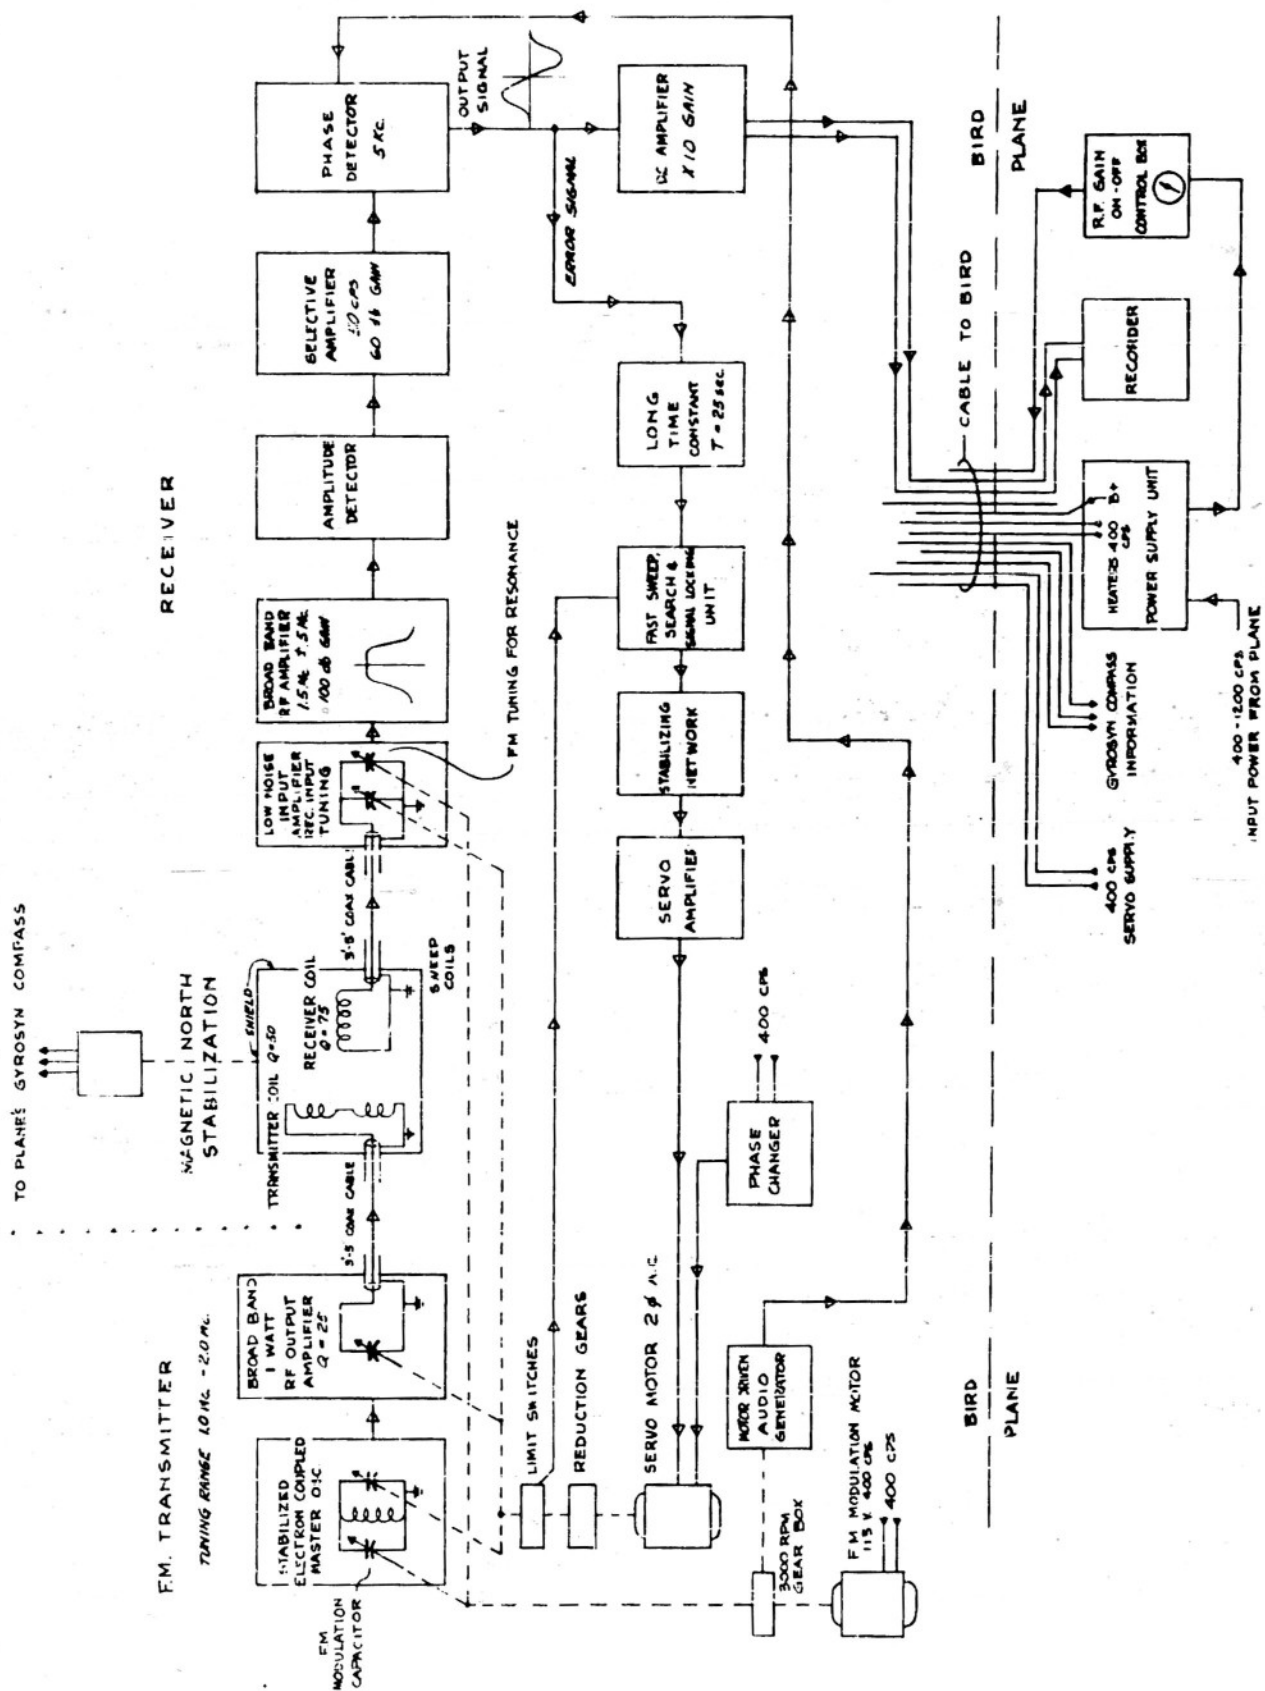 TO PLANE'S GYROSYN COMPASS
MAGNETIC NORTH
STABILIZATION
F.M. TRANSMITTER
TUNING RANGE 1.0 MC. - 2.0 MC.
RECEIVER
STABILIZED
ELECTRON COUPLED
MASTER OSC.
FM
MODULATION
CAPACITOR
BROAD BAND
1 WATT
RF OUTPUT
AMPLIFIER
Q = 25
3'-5' COAX CABLE
TRANSMITTER COIL Q=50
SHIELD
RECEIVER COIL
Q=75
SWEEP
COILS
3'-5' COAX CABLE
LOW NOISE
INPUT
AMPLIFIER
REC. INPUT
TUNING
FM TUNING FOR RESONANCE
BROAD BAND
RF AMPLIFIER
1.5 MC ± .5 MC
100 db GAIN
AMPLITUDE
DETECTOR
SELECTIVE
AMPLIFIER
CPS
60 db GAIN
PHASE
DETECTOR
5 KC.
OUTPUT
SIGNAL
ERROR SIGNAL
DC AMPLIFIER
X10 GAIN
LONG
TIME
CONSTANT
T = 25 sec.
FAST SWEEP,
SEARCH &
SIGNAL LOCKING
UNIT
STABILIZING
NETWORK
SERVO
AMPLIFIER
LIMIT SWITCHES
REDUCTION GEARS
SERVO MOTOR 2 φ A.C.
PHASE
CHANGER
400 CPS
MOTOR DRIVEN
AUDIO
GENERATOR
3000 RPM
GEAR BOX
FM MODULATION MOTOR
115 V. 400 CPS
400 CPS
BIRD
PLANE
BIRD
PLANE
CABLE TO BIRD
400 CPS
SERVO SUPPLY
GYROSYN COMPASS
INFORMATION
HEATERS 400
CPS
B+
POWER SUPPLY UNIT
400-1200 CPS
INPUT POWER FROM PLANE
RECORDER
R.F. GAIN
ON-OFF
CONTROL BOX